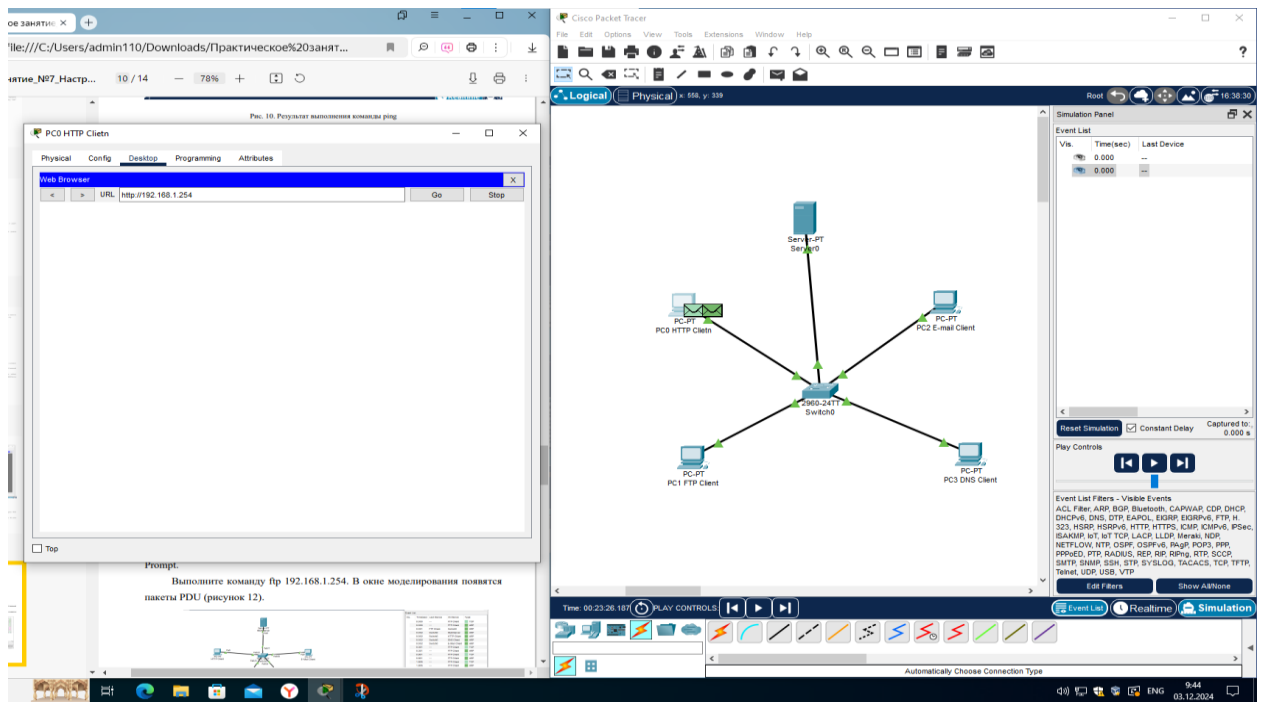 ое занятие ×
'ile:///C:/Users/admin110/Downloads/Практическое%20занят...
нятие_№7_Настр... 10 / 14 — 78% +
Рис. 10. Результат выполнения команды ping
PC0 HTTP Clietn
Physical Config Desktop Programming Attributes
Web Browser X
< > URL http://192.168.1.254 Go Stop
Top
Prompt.
Выполните команду ftp 192.168.1.254. В окне моделирования появятся
пакеты PDU (рисунок 12).
Cisco Packet Tracer
File Edit Options View Tools Extensions Window Help
?
Logical Physical x: 558, y: 339 Root 16:38:30
Server-PT
Server0
PC-PT
PC0 HTTP Clietn
PC-PT
PC2 E-mail Client
2960-24TT
Switch0
PC-PT
PC1 FTP Client
PC-PT
PC3 DNS Client
Simulation Panel
Event List
Vis. Time(sec) Last Device
0.000 --
0.000 --
Reset Simulation Constant Delay Captured to:
0.000 s
Play Controls
Event List Filters - Visible Events
ACL Filter, ARP, BGP, Bluetooth, CAPWAP, CDP, DHCP,
DHCPv6, DNS, DTP, EAPOL, EIGRP, EIGRPv6, FTP, H.
323, HSRP, HSRPv6, HTTP, HTTPS, ICMP, ICMPv6, IPSec,
ISAKMP, IoT, IoT TCP, LACP, LLDP, Meraki, NDP,
NETFLOW, NTP, OSPF, OSPFv6, PAgP, POP3, PPP,
PPPoED, PTP, RADIUS, REP, RIP, RIPng, RTP, SCCP,
SMTP, SNMP, SSH, STP, SYSLOG, TACACS, TCP, TFTP,
Telnet, UDP, USB, VTP
Edit Filters Show All/None
Time: 00:23:26.187 PLAY CONTROLS:
Event List Realtime Simulation
Automatically Choose Connection Type
ENG 9:44
03.12.2024